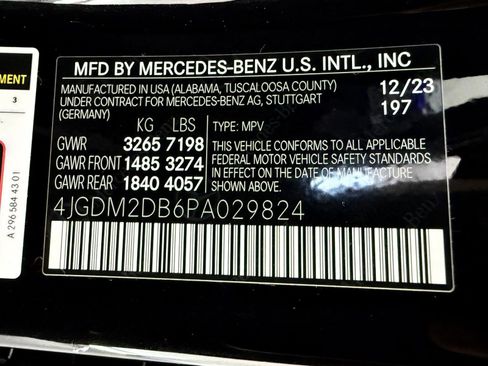 MFD BY MERCEDES-BENZ U.S. INTL., INC
MANUFACTURED IN USA (ALABAMA, TUSCALOOSA COUNTY)
UNDER CONTRACT FOR MERCEDES-BENZ AG, STUTTGART
(GERMANY)
12/23
197
KG LBS
GVWR 3265 7198
GAWR FRONT 1485 3274
GAWR REAR 1840 4057
TYPE: MPV
THIS VEHICLE CONFORMS TO ALL APPLICABLE
FEDERAL MOTOR VEHICLE SAFETY STANDARDS
IN EFFECT ON THE DATE OF MANUFACTURE
SHOWN ABOVE.
4JGDM2DB6PA029824
EMENT
3
A 296 584 43 01